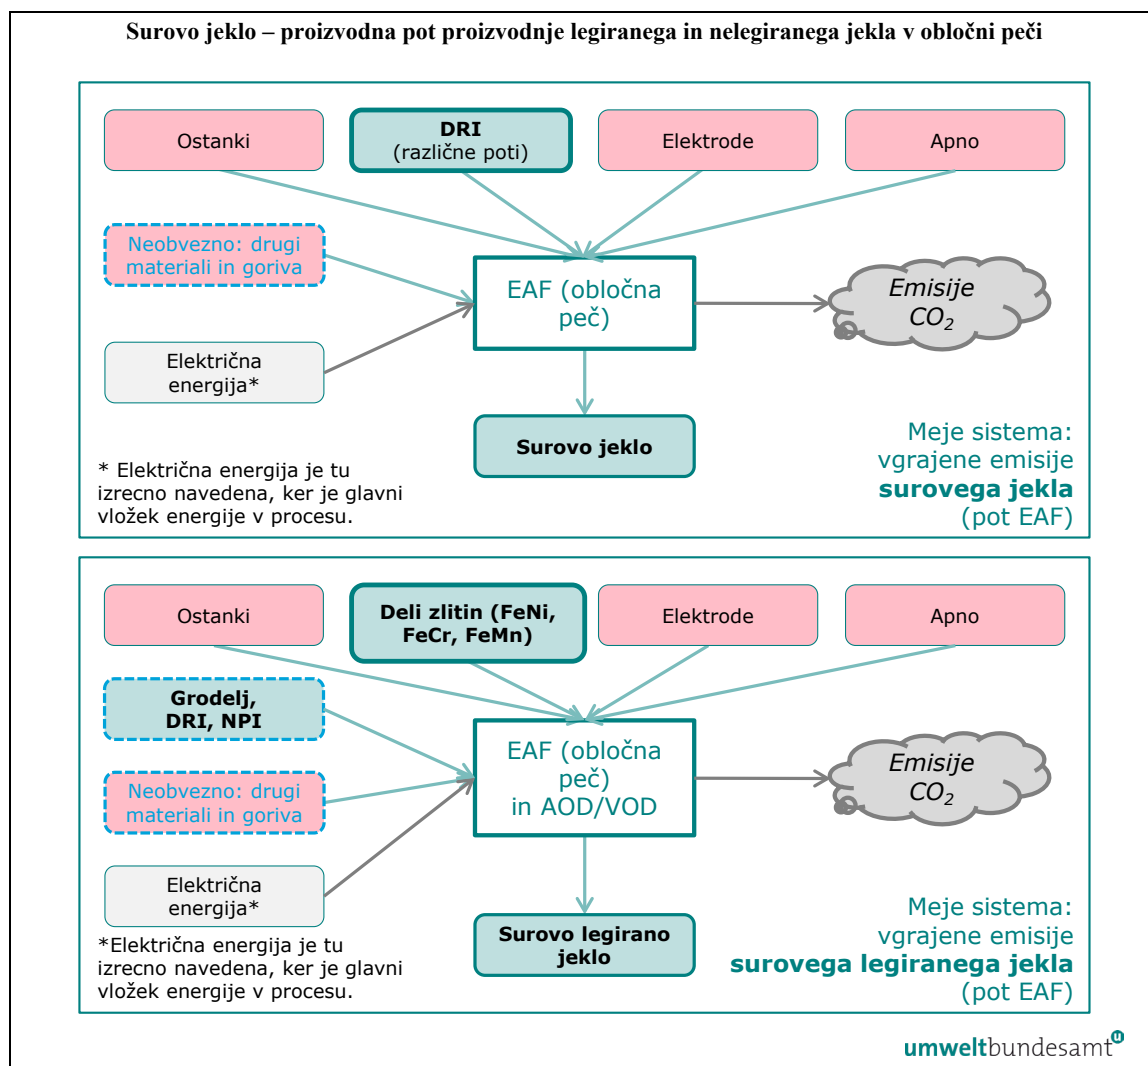 Surovo jeklo – proizvodna pot proizvodnje legiranega in nelegiranega jekla v obločni peči
Ostanki
DRI
(različne poti)
Elektrode
Apno
Neobvezno: drugi
materiali in goriva
EAF (obločna
peč)
Emisije
CO2
Električna
energija*
Surovo jeklo
* Električna energija je tu
izrecno navedena, ker je glavni
vložek energije v procesu.
Meje sistema:
vgrajene emisije
surovega jekla
(pot EAF)
Ostanki
Deli zlitin (FeNi,
FeCr, FeMn)
Elektrode
Apno
Grodelj,
DRI, NPI
EAF (obločna
peč)
in AOD/VOD
Emisije
CO2
Neobvezno: drugi
materiali in goriva
Električna
energija*
Surovo legirano
jeklo
*Električna energija je tu
izrecno navedena, ker je glavni
vložek energije v procesu.
Meje sistema:
vgrajene emisije
surovega legiranega jekla
(pot EAF)
umweltbundesamt u